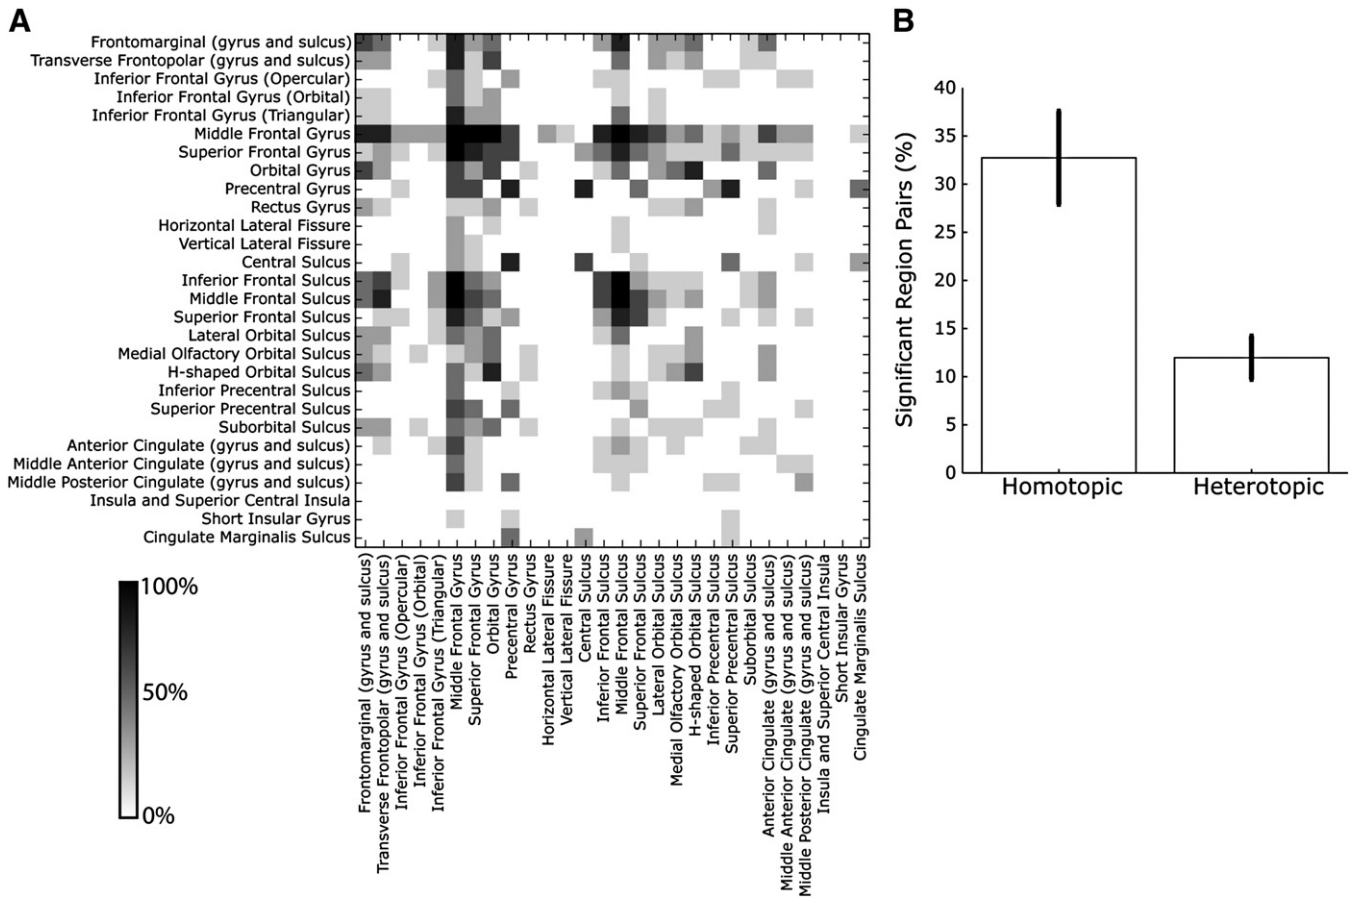 A
Frontomarginal (gyrus and sulcus)
Transverse Frontopolar (gyrus and sulcus)
Inferior Frontal Gyrus (Opercular)
Inferior Frontal Gyrus (Orbital)
Inferior Frontal Gyrus (Triangular)
Middle Frontal Gyrus
Superior Frontal Gyrus
Orbital Gyrus
Precentral Gyrus
Rectus Gyrus
Horizontal Lateral Fissure
Vertical Lateral Fissure
Central Sulcus
Inferior Frontal Sulcus
Middle Frontal Sulcus
Superior Frontal Sulcus
Lateral Orbital Sulcus
Medial Olfactory Orbital Sulcus
H-shaped Orbital Sulcus
Inferior Precentral Sulcus
Superior Precentral Sulcus
Suborbital Sulcus
Anterior Cingulate (gyrus and sulcus)
Middle Anterior Cingulate (gyrus and sulcus)
Middle Posterior Cingulate (gyrus and sulcus)
Insula and Superior Central Insula
Short Insular Gyrus
Cingulate Marginalis Sulcus
Frontomarginal (gyrus and sulcus)
Transverse Frontopolar (gyrus and sulcus)
Inferior Frontal Gyrus (Opercular)
Inferior Frontal Gyrus (Orbital)
Inferior Frontal Gyrus (Triangular)
Middle Frontal Gyrus
Superior Frontal Gyrus
Orbital Gyrus
Precentral Gyrus
Rectus Gyrus
Horizontal Lateral Fissure
Vertical Lateral Fissure
Central Sulcus
Inferior Frontal Sulcus
Middle Frontal Sulcus
Superior Frontal Sulcus
Lateral Orbital Sulcus
Medial Olfactory Orbital Sulcus
H-shaped Orbital Sulcus
Inferior Precentral Sulcus
Superior Precentral Sulcus
Suborbital Sulcus
Anterior Cingulate (gyrus and sulcus)
Middle Anterior Cingulate (gyrus and sulcus)
Middle Posterior Cingulate (gyrus and sulcus)
Insula and Superior Central Insula
Short Insular Gyrus
Cingulate Marginalis Sulcus
100%
50%
0%
B
Significant Region Pairs (%)
40
35
30
25
20
15
10
5
0
Homotopic
Heterotopic